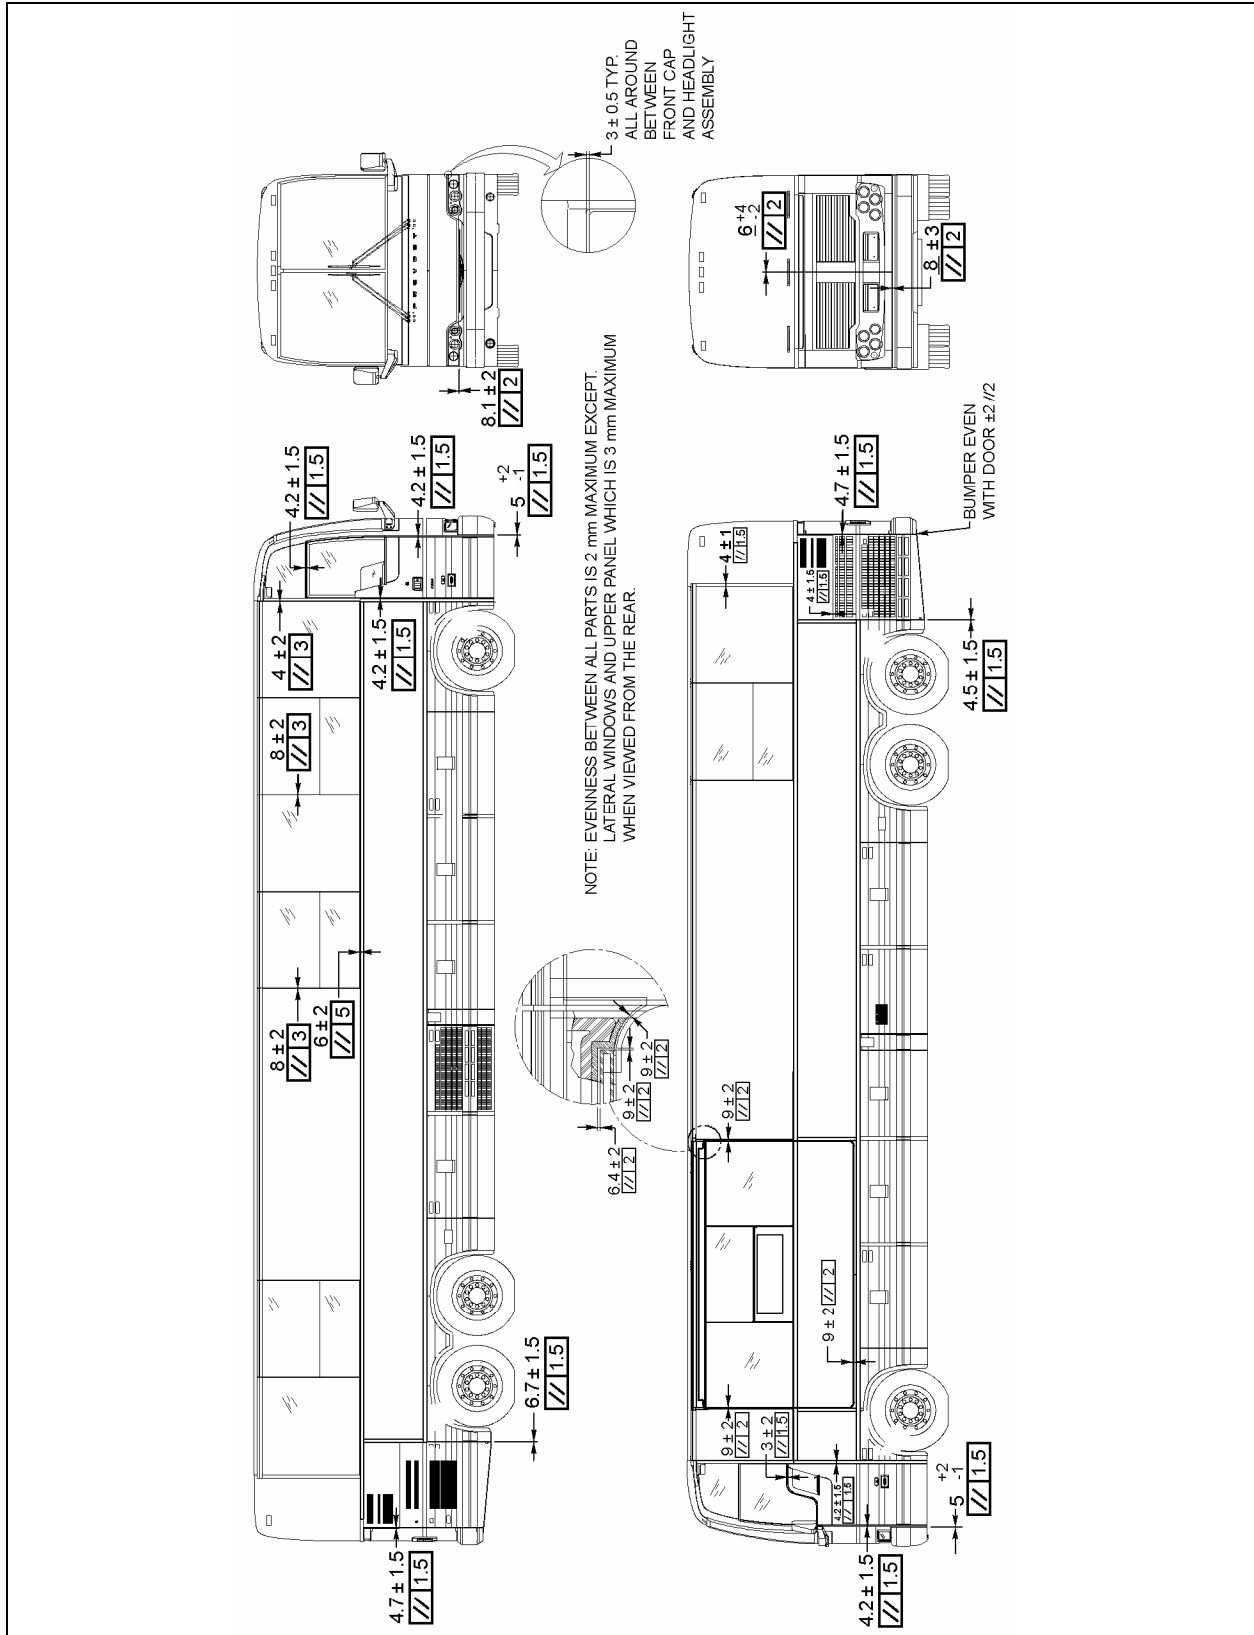 3 ± 0.5 TYP.
ALL AROUND
BETWEEN
FRONT CAP
AND HEADLIGHT
ASSEMBLY
PREVOST
8.1 ± 2
// 2
6 +4 -2
// 2
8 ± 3
// 2
NOTE: EVENNESS BETWEEN ALL PARTS IS 2 mm MAXIMUM EXCEPT.
LATERAL WINDOWS AND UPPER PANEL WHICH IS 3 mm MAXIMUM
WHEN VIEWED FROM THE REAR.
4.2 ± 1.5
// 1.5
4.2 ± 1.5
// 1.5
5 +2 -1
// 1.5
4 ± 2
// 3
4.2 ± 1.5
// 1.5
8 ± 2
// 3
8 ± 2
// 3
6 ± 2
// 5
6.7 ± 1.5
// 1.5
4.7 ± 1.5
// 1.5
9 ± 2
// 2
9 ± 2
// 2
6.4 ± 2
// 2
4.7 ± 1.5
// 1.5
BUMPER EVEN
WITH DOOR ±2 //2
4 ± 1
// 1.5
4 ± 1.5
// 1.5
4.5 ± 1.5
// 1.5
9 ± 2
// 2
9 ± 2 // 2
9 ± 2
// 2
3 ± 2
// 1.5
4.2 ± 1.5
// 1.5
5 +2 -1
// 1.5
4.2 ± 1.5
// 1.5